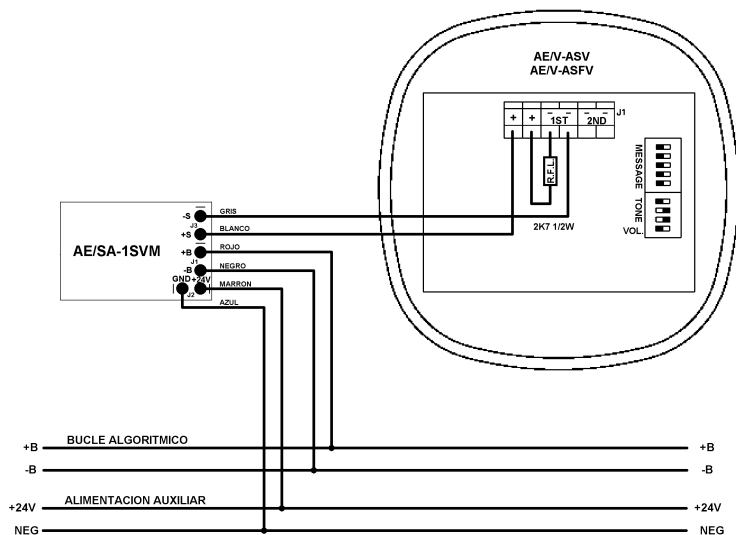 AE/V-ASV
AE/V-ASFV
J1
+ + - - - -
1ST 2ND
R.F.L.
2K7 1/2W
MESSAGE
TONE
VOL.
AE/SA-1SVM
-S GRIS
J3
+S BLANCO
+B ROJO
J1
-B NEGRO
GND +24V MARRON
J2
AZUL
+B BUCLE ALGORITMICO +B
-B -B
+24V ALIMENTACION AUXILIAR +24V
NEG NEG